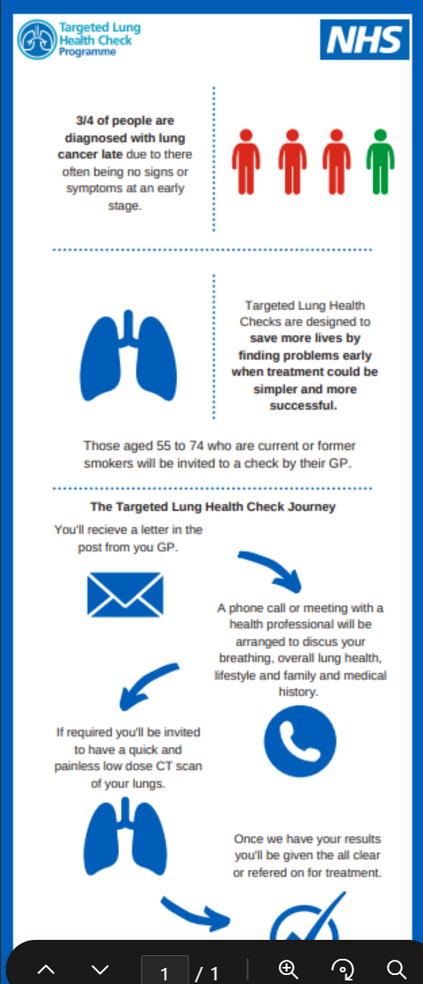 Targeted Lung
Health Check
Programme
NHS
3/4 of people are
diagnosed with lung
cancer late due to there
often being no signs or
symptoms at an early
stage.
Targeted Lung Health
Checks are designed to
save more lives by
finding problems early
when treatment could be
simpler and more
successful.
Those aged 55 to 74 who are current or former
smokers will be invited to a check by their GP.
The Targeted Lung Health Check Journey
You'll recieve a letter in the
post from you GP.
A phone call or meeting with a
health professional will be
arranged to discus your
breathing, overall lung health,
lifestyle and family and medical
history.
If required you'll be invited
to have a quick and
painless low dose CT scan
of your lungs.
Once we have your results
you'll be given the all clear
or refered on for treatment.
1 / 1